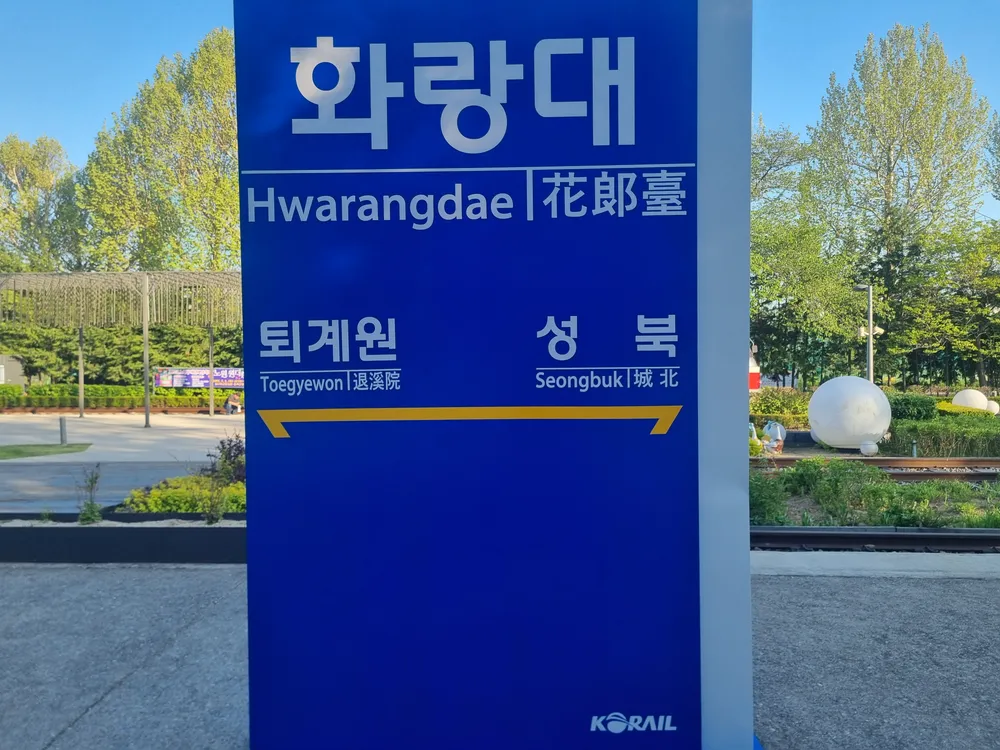 화랑대
Hwarangdae | 花郎臺
퇴계원 성 북
Toegyewon | 退溪院 Seongbuk | 城 北
KORAIL